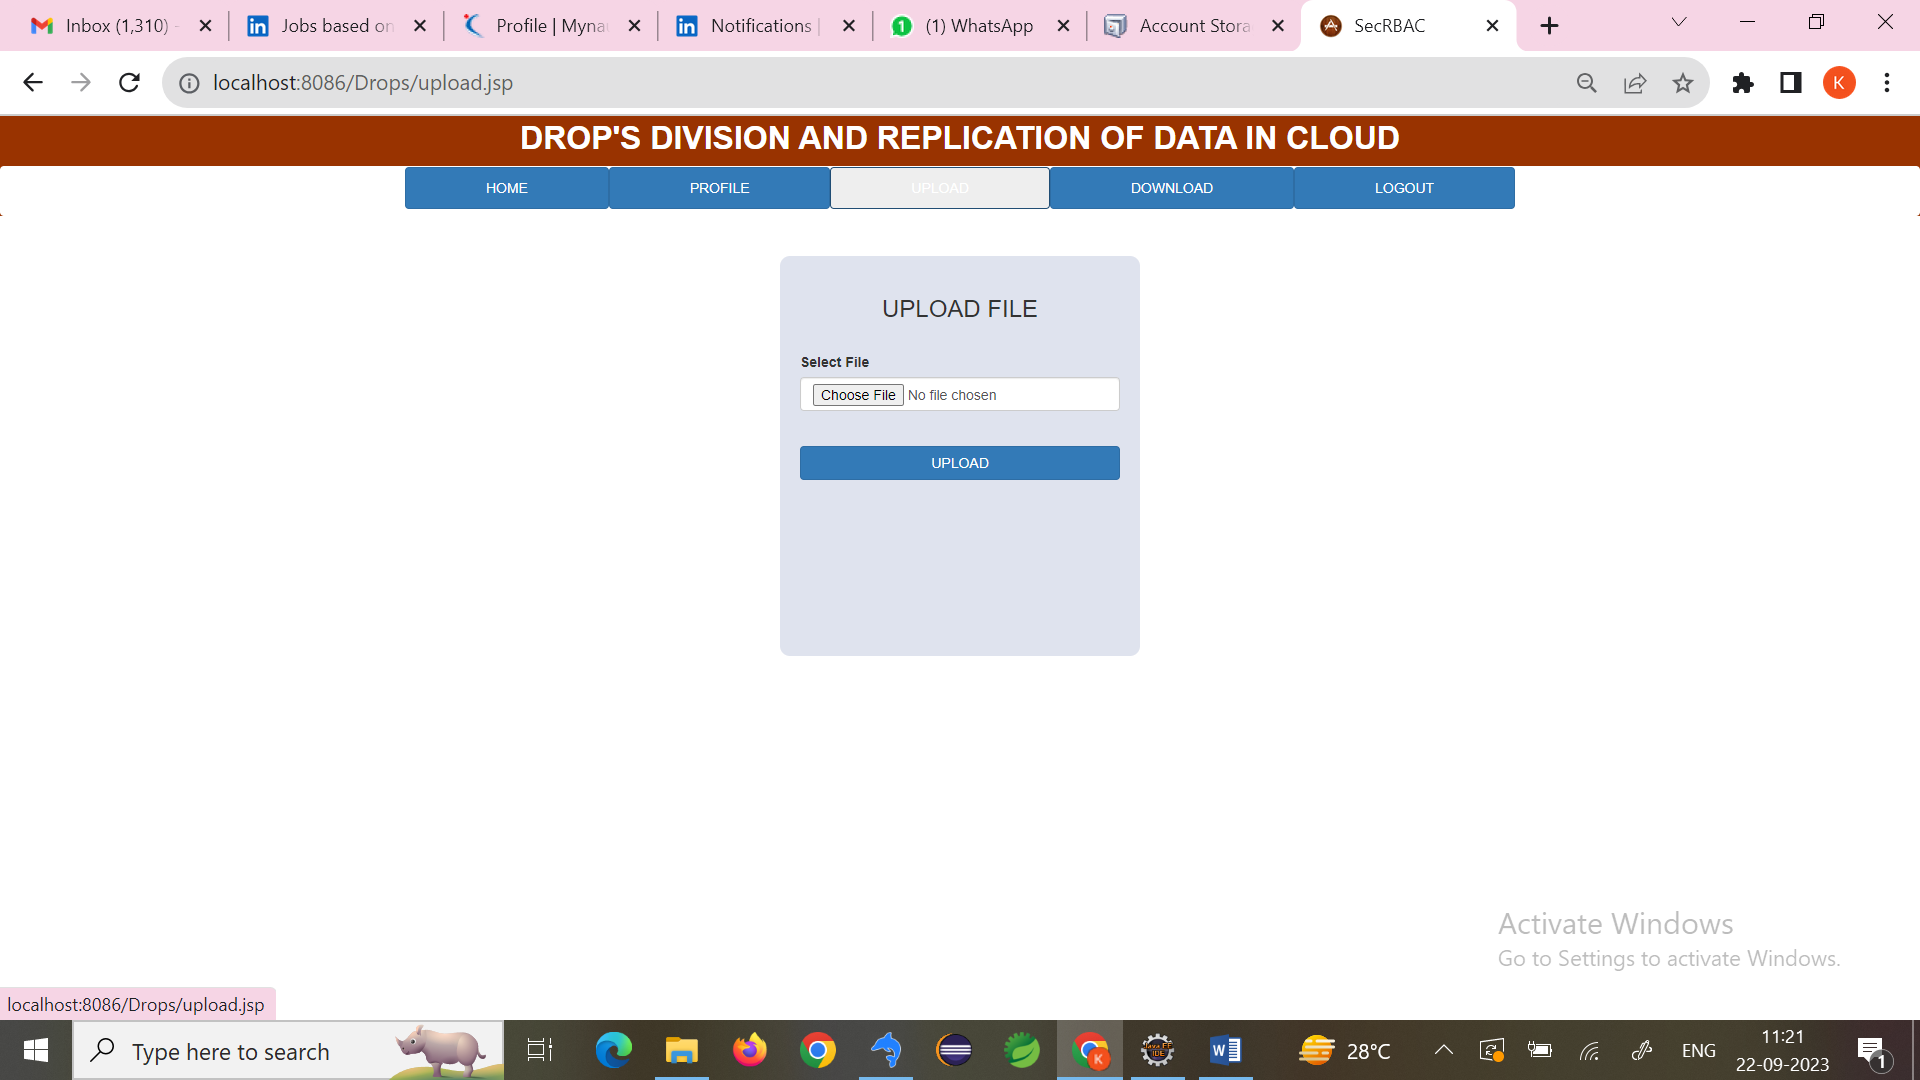 Inbox (1,310) -
Jobs based on
Profile | Mynau
Notifications |
(1) WhatsApp
Account Stora
SecRBAC
localhost:8086/Drops/upload.jsp
K
DROP'S DIVISION AND REPLICATION OF DATA IN CLOUD
HOME
PROFILE
UPLOAD
DOWNLOAD
LOGOUT
UPLOAD FILE
Select File
Choose File No file chosen
UPLOAD
Activate Windows
Go to Settings to activate Windows.
localhost:8086/Drops/upload.jsp
Type here to search
28°C
ENG
11:21
22-09-2023
1